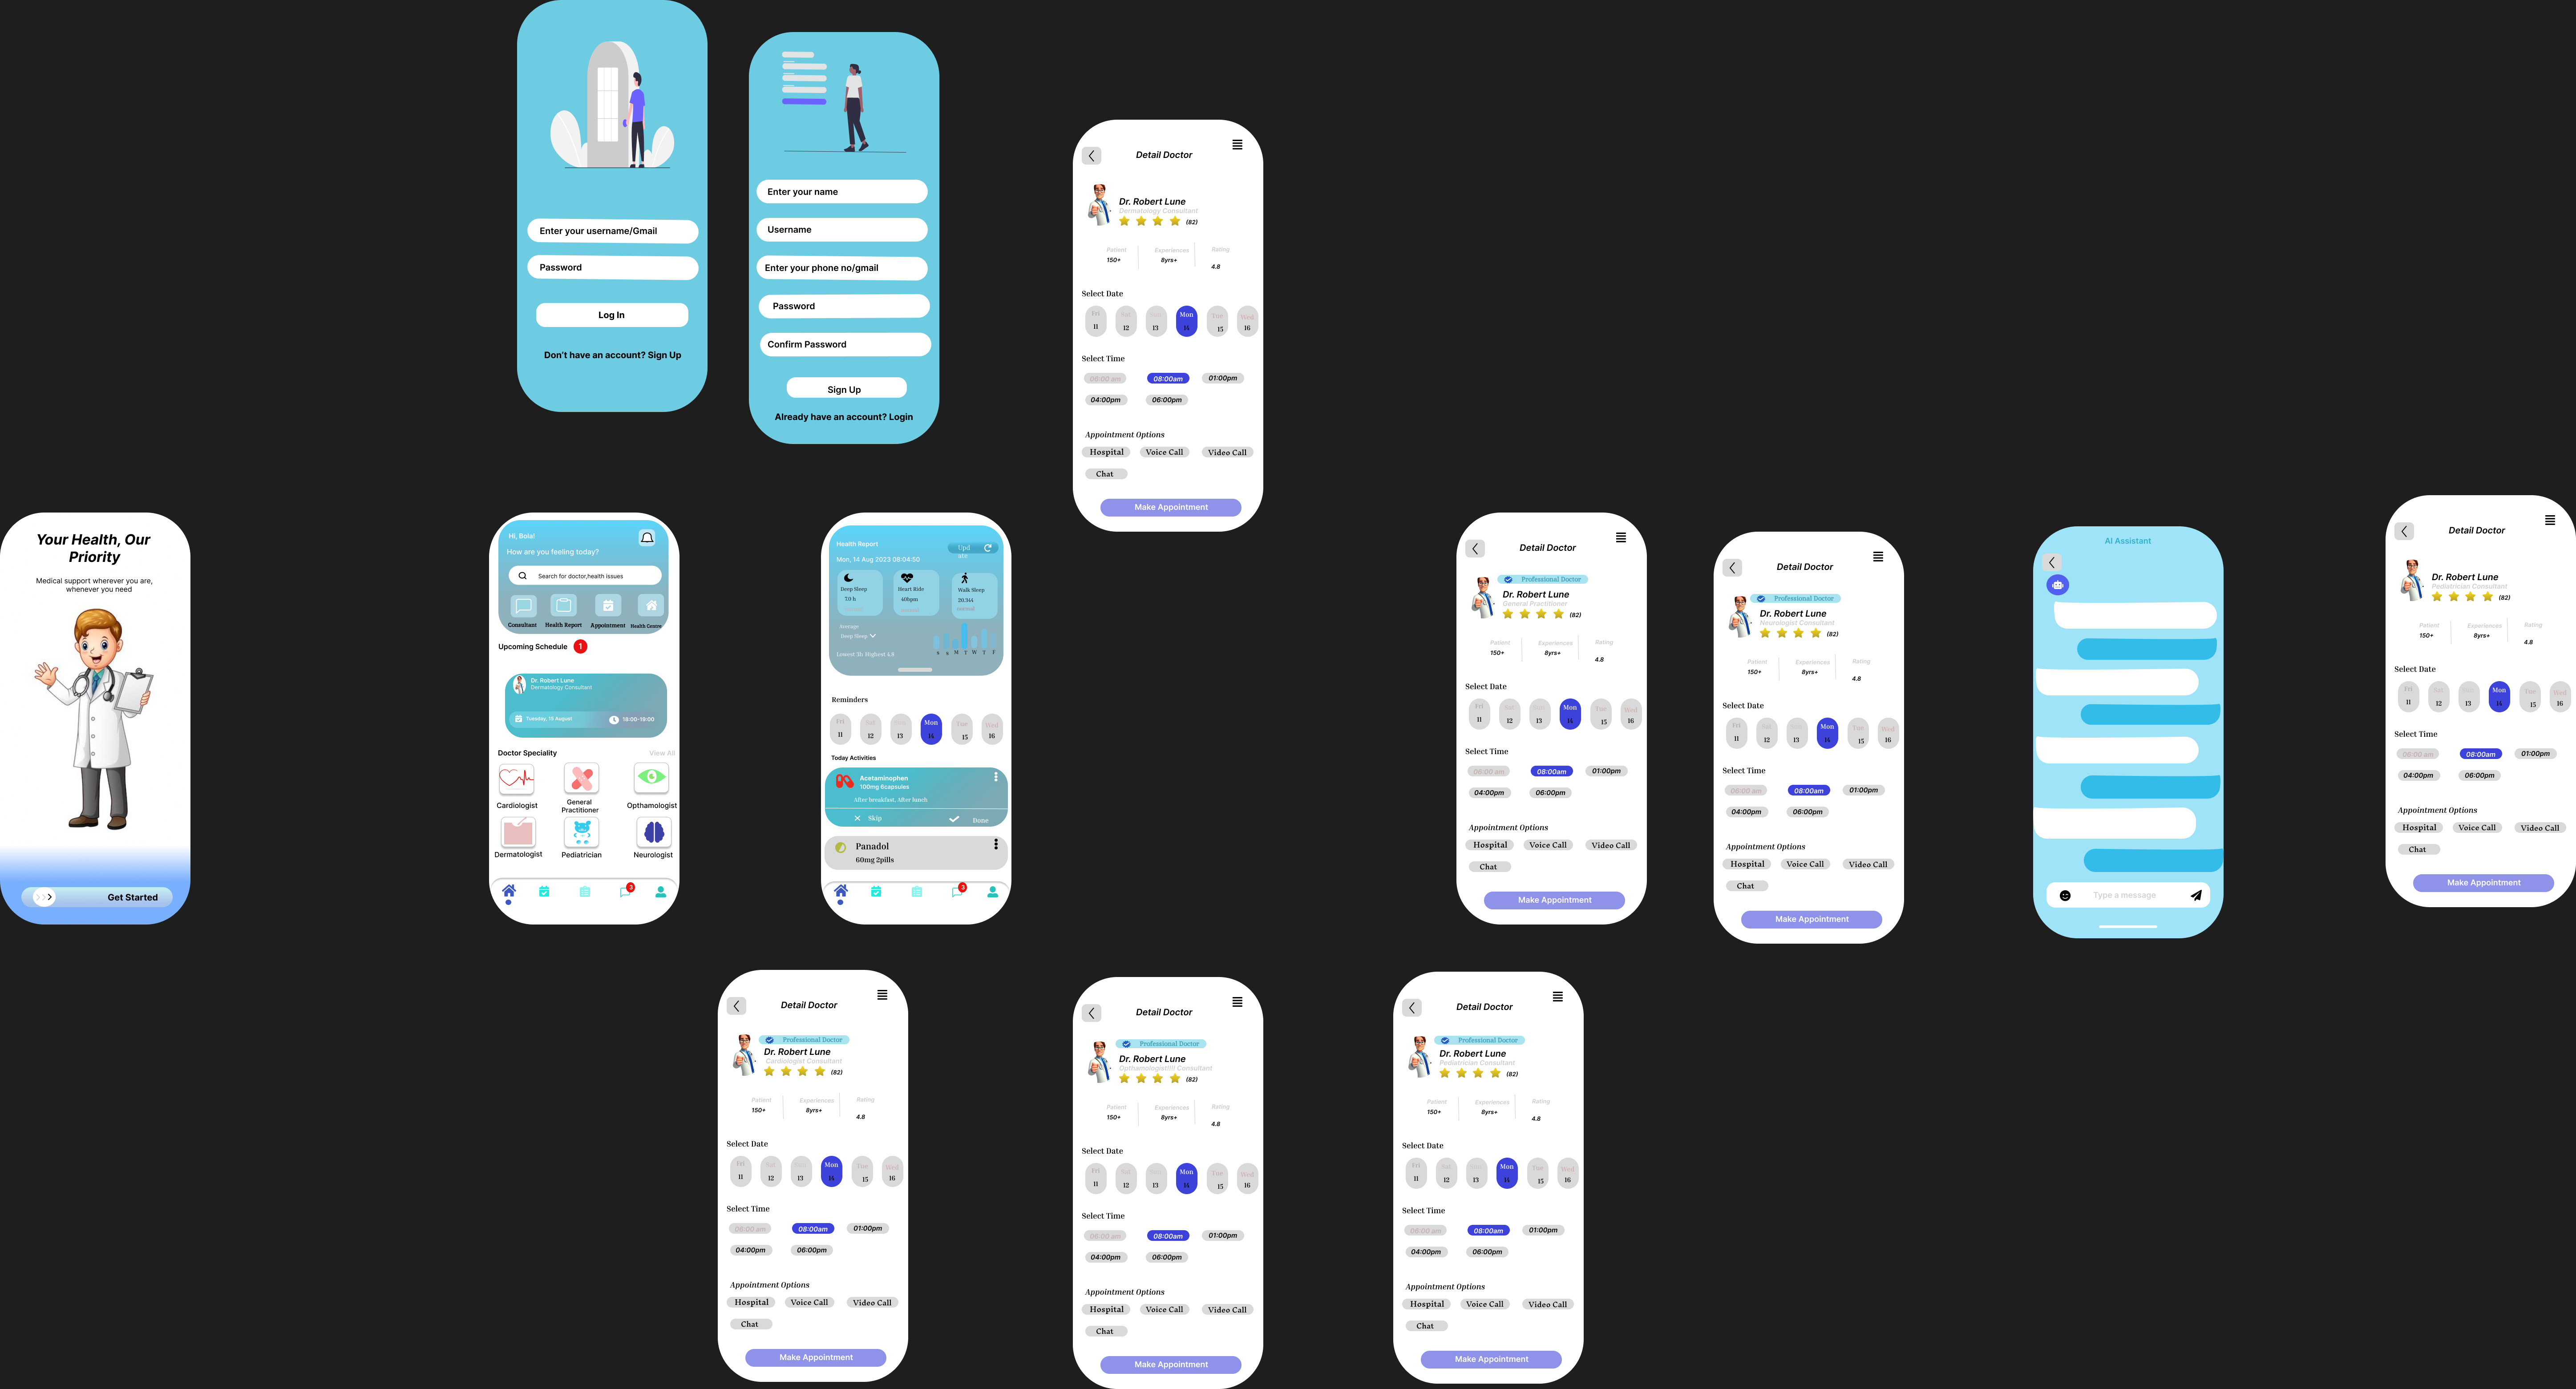 Enter your username/Gmail
Password
Log In
Don't have an account? Sign Up
Enter your name
Username
Enter your phone no/gmail
Password
Confirm Password
Sign Up
Already have an account? Login
Detail Doctor
Dr. Robert Lune
Dermatology Consultant
(82)
Patient Experiences Rating
150+ 8yrs+ 4.8
Select Date
Fri Sat Mon Tue Wed
11 12 13 14 15 16
Select Time
06:00 am 08:00am 01:00pm
04:00pm 06:00pm
Appointment Options
Hospital Voice Call Video Call
Chat
Make Appointment
Your Health, Our
Priority
Medical support wherever you are,
whenever you need
Get Started
Hi, Bola!
How are you feeling today?
Search for doctor,health issues
Consultant Health Report Appointment Health Centre
Upcoming Schedule 1
Dr. Robert Lune
Dermatology Consultant
Tuesday, 15 August 18:00-19:00
Doctor Speciality View All
Cardiologist General
Practitioner Opthamologist
Dermatologist Pediatrician Neurologist
3
Health Report
Upd
ate
Mon, 14 Aug 2023 08:04:50
Deep Sleep Heart Ride Walk Sleep
7.0 h 40bpm 20.344
normal
Average
Deep Sleep
Lowest 3h Highest 4.8
S S M T W T F
Reminders
Fri Sat Mon Tue Wed
11 12 13 14 15 16
Today Activities
Acetaminophen
100mg 6capsules
After breakfast, After lunch
Skip Done
Panadol
60mg 2pills
3
Detail Doctor
Professional Doctor
Dr. Robert Lune
General Practitioner
(82)
Patient Experiences Rating
150+ 8yrs+ 4.8
Select Date
Fri Sat Mon Tue Wed
11 12 13 14 15 16
Select Time
06:00 am 08:00am 01:00pm
04:00pm 06:00pm
Appointment Options
Hospital Voice Call Video Call
Chat
Make Appointment
Detail Doctor
Professional Doctor
Dr. Robert Lune
Neurologist Consultant
(82)
Patient Experiences Rating
150+ 8yrs+ 4.8
Select Date
Fri Sat Mon Tue Wed
11 12 13 14 15 16
Select Time
06:00 am 08:00am 01:00pm
04:00pm 06:00pm
Appointment Options
Hospital Voice Call Video Call
Chat
Make Appointment
AI Assistant
Type a message
Detail Doctor
Dr. Robert Lune
Pediatrician Consultant
(82)
Patient Experiences Rating
150+ 8yrs+ 4.8
Select Date
Fri Sat Mon Tue Wed
11 12 13 14 15 16
Select Time
06:00 am 08:00am 01:00pm
04:00pm 06:00pm
Appointment Options
Hospital Voice Call Video Call
Chat
Make Appointment
Detail Doctor
Professional Doctor
Dr. Robert Lune
Cardiologist Consultant
(82)
Patient Experiences Rating
150+ 8yrs+ 4.8
Select Date
Fri Sat Mon Tue Wed
11 12 13 14 15 16
Select Time
06:00 am 08:00am 01:00pm
04:00pm 06:00pm
Appointment Options
Hospital Voice Call Video Call
Chat
Make Appointment
Detail Doctor
Professional Doctor
Dr. Robert Lune
Opthamologist!!!! Consultant
(82)
Patient Experiences Rating
150+ 8yrs+ 4.8
Select Date
Fri Sat Mon Tue Wed
11 12 13 14 15 16
Select Time
06:00 am 08:00am 01:00pm
04:00pm 06:00pm
Appointment Options
Hospital Voice Call Video Call
Chat
Make Appointment
Detail Doctor
Professional Doctor
Dr. Robert Lune
Pediatrician Consultant
(82)
Patient Experiences Rating
150+ 8yrs+ 4.8
Select Date
Fri Sat Mon Tue Wed
11 12 13 14 15 16
Select Time
06:00 am 08:00am 01:00pm
04:00pm 06:00pm
Appointment Options
Hospital Voice Call Video Call
Chat
Make Appointment